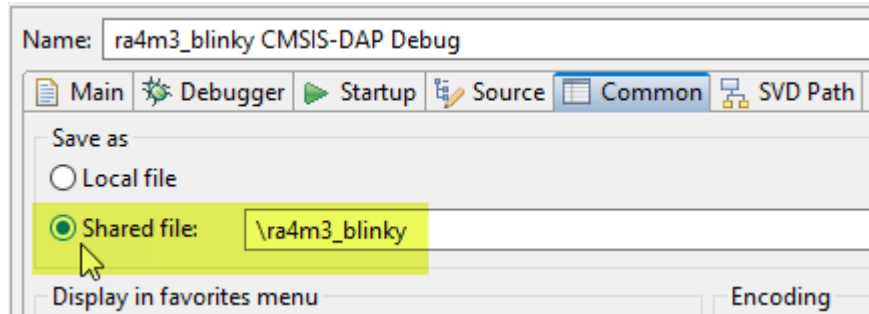 Name: ra4m3_blinky CMSIS-DAP Debug
Main Debugger Startup Source Common SVD Path
Save as
Local file
Shared file: \ra4m3_blinky
Display in favorites menu Encoding